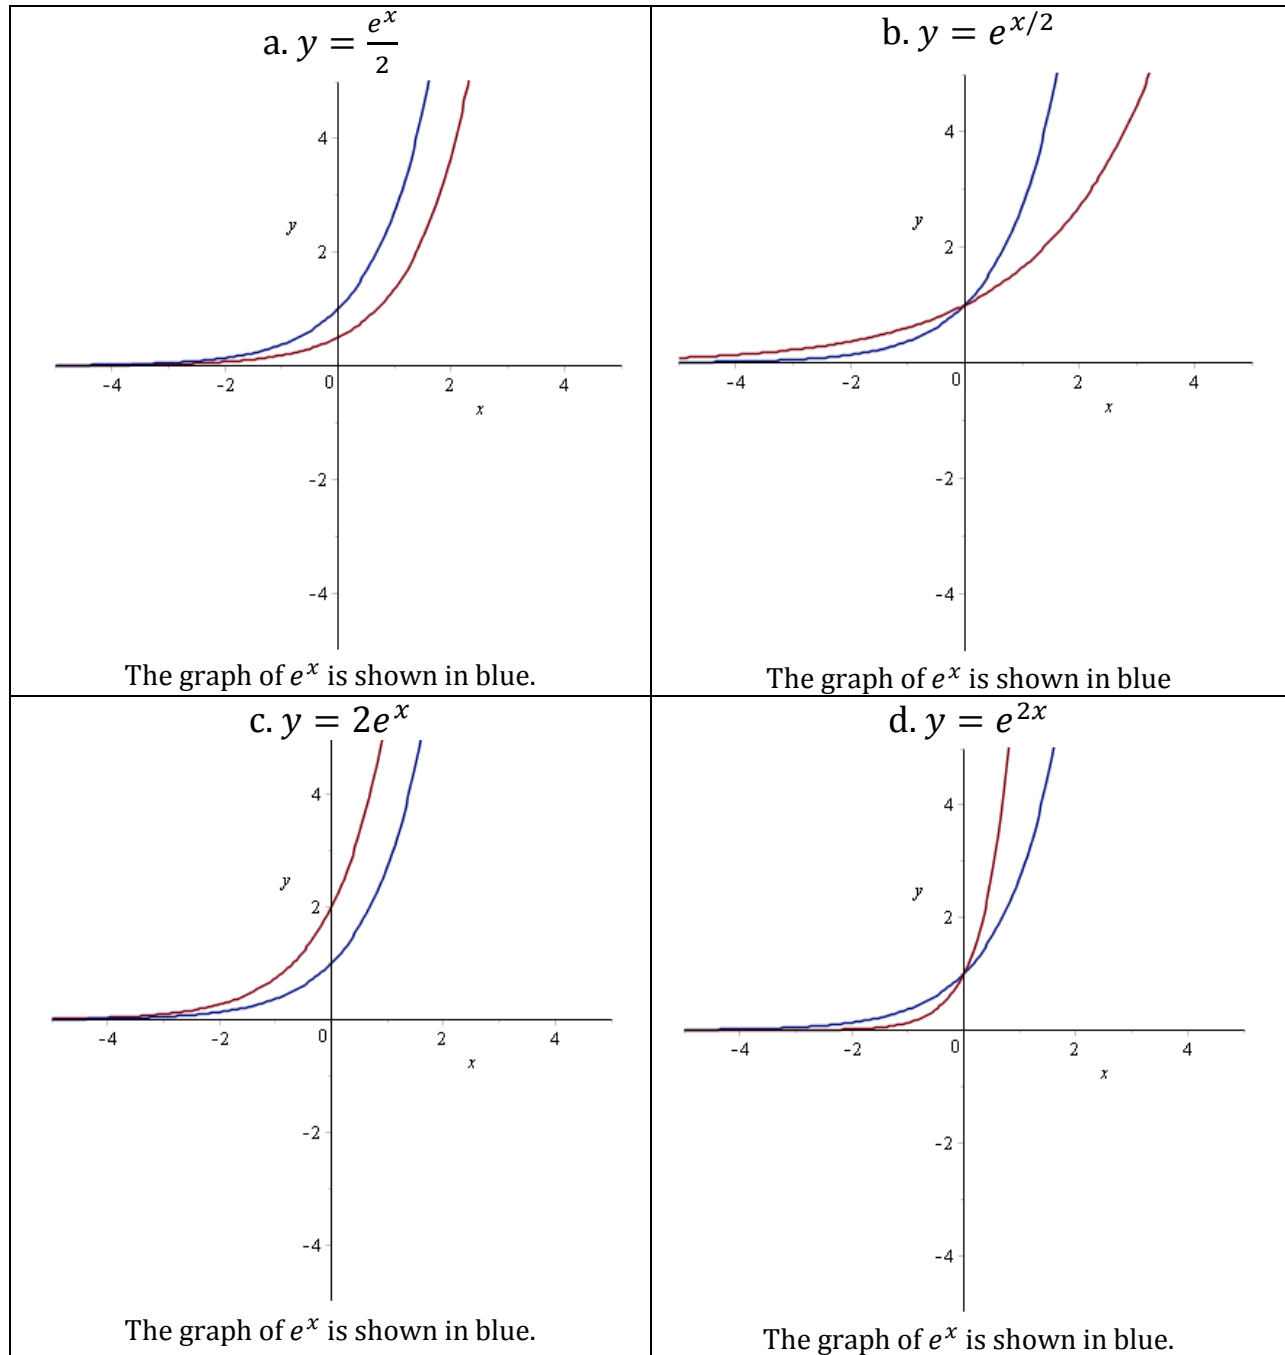 a. y = e^x/2
4
y
2
-4 -2 0 2 4
x
-2
-4
The graph of e^x is shown in blue.
b. y = e^{x/2}
4
y
2
-4 -2 0 2 4
x
-2
-4
The graph of e^x is shown in blue
c. y = 2e^x
4
y
2
-4 -2 0 2 4
x
-2
-4
The graph of e^x is shown in blue.
d. y = e^{2x}
4
y
2
-4 -2 0 2 4
x
-2
-4
The graph of e^x is shown in blue.